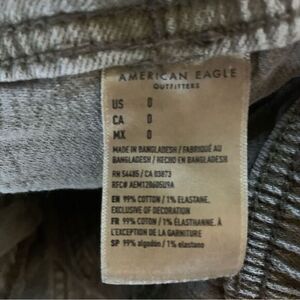 AMERICAN EAGLE
OUTFITTERS
US 0
CA 0
MX 0
MADE IN BANGLADESH / FABRIQUÉ AU
BANGLADESH / HECHO EN BANGLADESH
RN 54485 / CA 03873
RFC# AEM120605U9A
EN 99% COTTON / 1% ELASTANE.
EXCLUSIVE OF DECORATION
FR 99% COTON / 1% ÉLASTHANNE. À
L'EXCEPTION DE LA GARNITURE
SP 99% algodón / 1% elastano